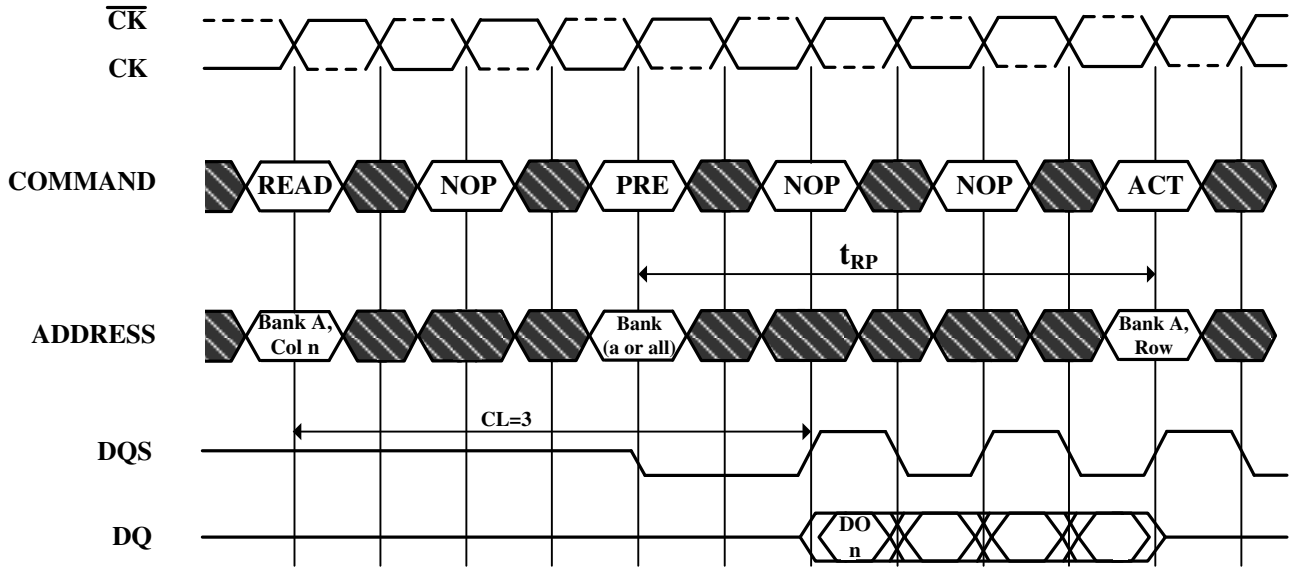 CK
CK
COMMAND
READ
NOP
PRE
NOP
NOP
ACT
tRP
ADDRESS
Bank A,
Col n
Bank
(a or all)
Bank A,
Row
CL=3
DQS
DQ
DO
n